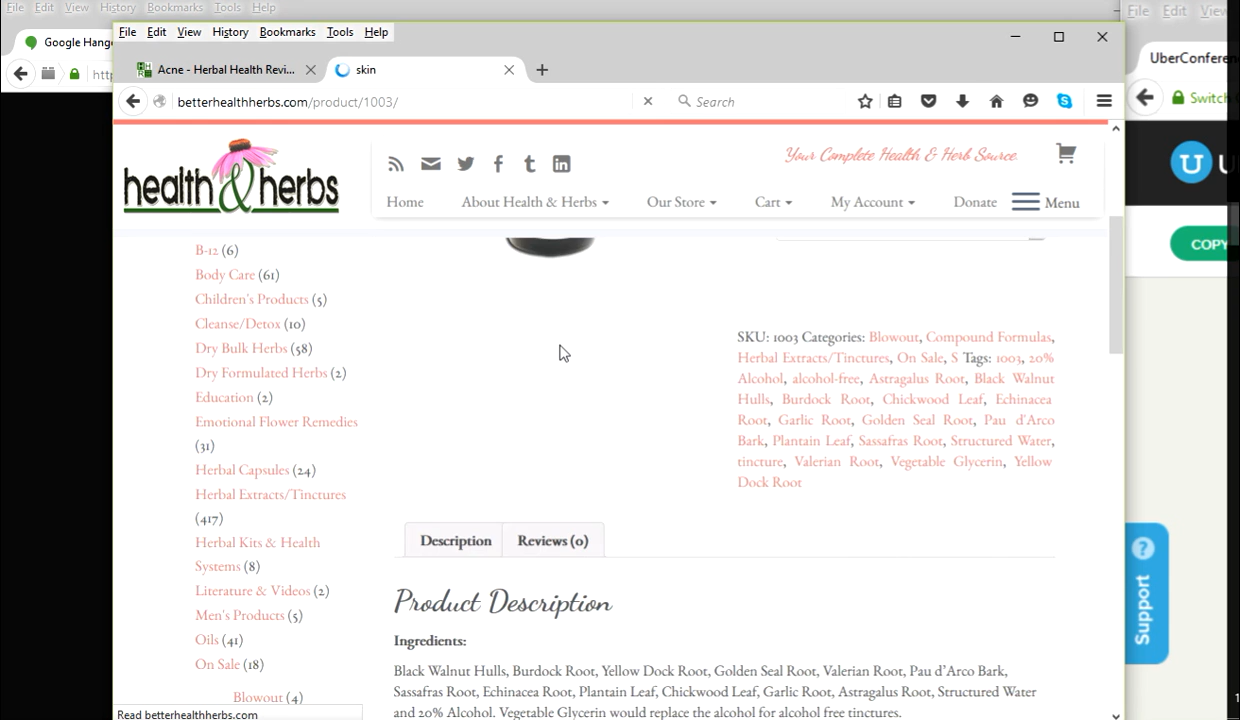 File Edit View History Bookmarks Tools Help
Google Hang
File Edit View History Bookmarks Tools Help
Acne - Herbal Health Revi...
skin
betterhealthherbs.com/product/1003/
Search
File Edit View
UberConferen
Switch
COPY
Support
health & herbs
Your Complete Health & Herb Source
Home About Health & Herbs Our Store Cart My Account Donate Menu
B-12 (6)
Body Care (61)
Children's Products (5)
Cleanse/Detox (10)
Dry Bulk Herbs (58)
Dry Formulated Herbs (2)
Education (2)
Emotional Flower Remedies
(31)
Herbal Capsules (24)
Herbal Extracts/Tinctures
(417)
Herbal Kits & Health
Systems (8)
Literature & Videos (2)
Men's Products (5)
Oils (41)
On Sale (18)
Blowout (4)
SKU: 1003 Categories: Blowout, Compound Formulas,
Herbal Extracts/Tinctures, On Sale, S Tags: 1003, 20%
Alcohol, alcohol-free, Astragalus Root, Black Walnut
Hulls, Burdock Root, Chickwood Leaf, Echinacea
Root, Garlic Root, Golden Seal Root, Pau d'Arco
Bark, Plantain Leaf, Sassafras Root, Structured Water,
tincture, Valerian Root, Vegetable Glycerin, Yellow
Dock Root
Description
Reviews (0)
Product Description
Ingredients:
Black Walnut Hulls, Burdock Root, Yellow Dock Root, Golden Seal Root, Valerian Root, Pau d'Arco Bark,
Sassafras Root, Echinacea Root, Plantain Leaf, Chickwood Leaf, Garlic Root, Astragalus Root, Structured Water
and 20% Alcohol. Vegetable Glycerin would replace the alcohol for alcohol free tinctures.
Read betterhealthherbs.com